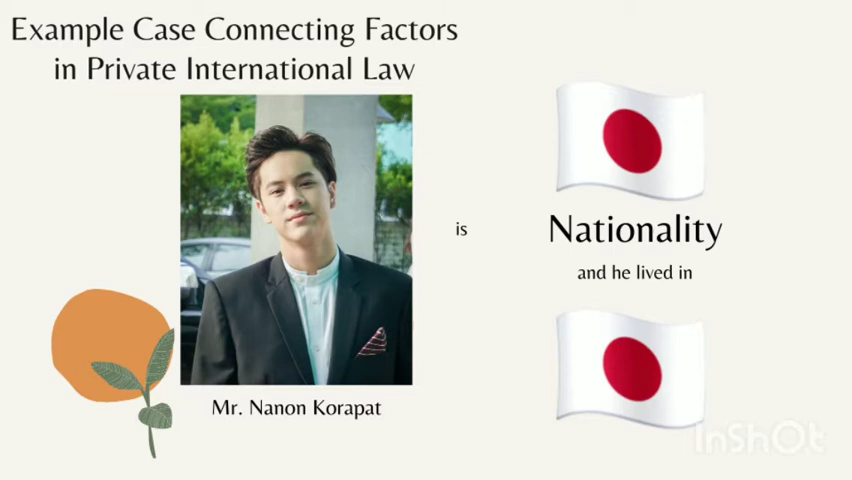 Example Case Connecting Factors
in Private International Law
is
Nationality
and he lived in
Mr. Nanon Korapat
InShOt